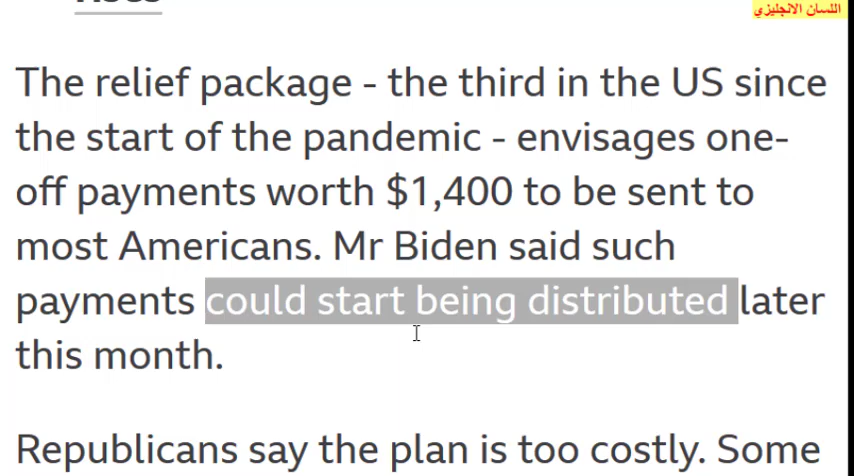 اللسان الانجليزي
The relief package - the third in the US since
the start of the pandemic - envisages one-
off payments worth $1,400 to be sent to
most Americans. Mr Biden said such
payments could start being distributed later
this month.
Republicans say the plan is too costly. Some